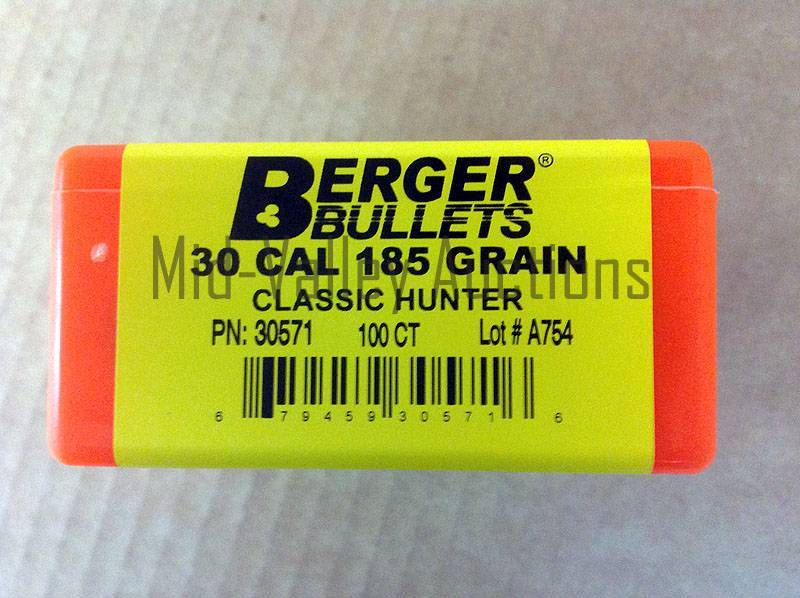 BERGER®
BULLETS
30 CAL 185 GRAIN
Mid-Valley Auctions
CLASSIC HUNTER
PN: 30571 100 CT Lot # A754
6 79459 30571 6